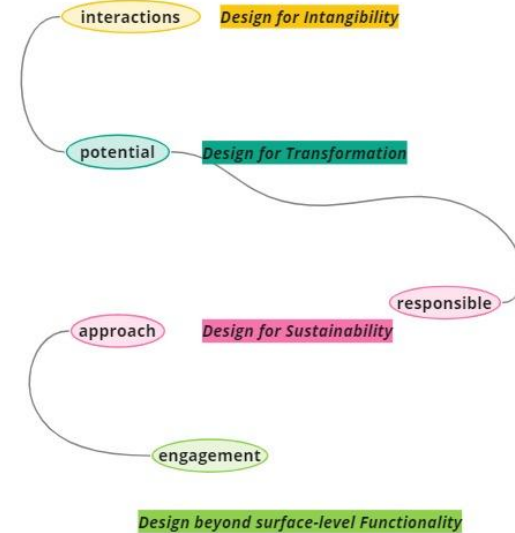 interactions Design for Intangibility
potential Design for Transformation
responsible
approach Design for Sustainability
engagement
Design beyond surface-level Functionality